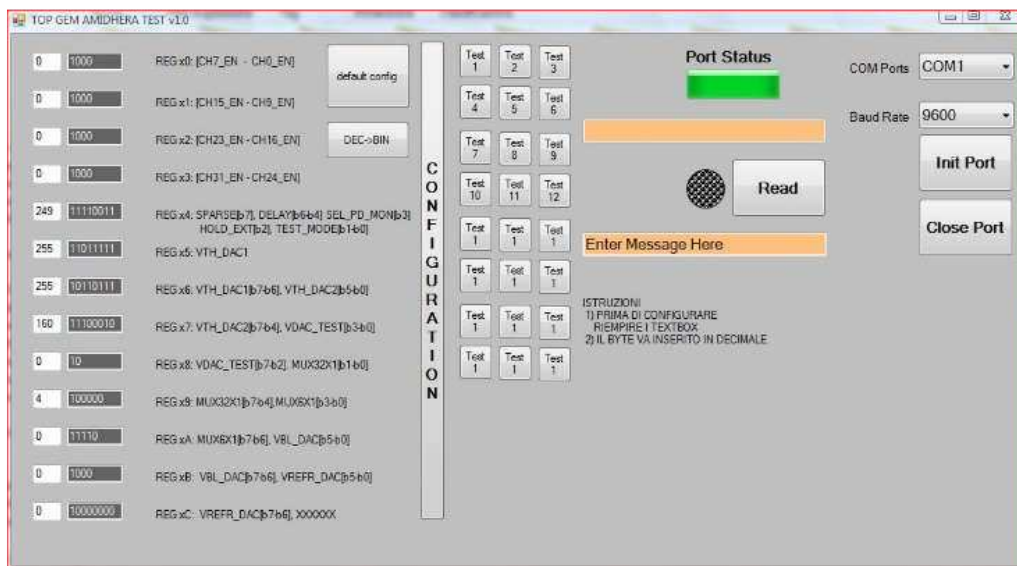 TOP GEM AMIDHERA TEST v1.0
0 1000 REG x0: [CH7_EN - CH0_EN]
0 1000 REG x1: [CH15_EN - CH8_EN]
0 1000 REG x2: [CH23_EN - CH16_EN]
0 1000 REG x3: [CH31_EN - CH24_EN]
249 11110011 REG x4: SPARSE[b7], DELAY[b6-b4] SEL_PD_MON[b3]
HOLD_EXT[b2], TEST_MODE[b1-b0]
255 11011111 REG x5: VTH_DAC1
255 10110111 REG x6: VTH_DAC1[b7-b6], VTH_DAC2[b5-b0]
160 11100010 REG x7: VTH_DAC2[b7-b4], VDAC_TEST[b3-b0]
0 10 REG x8: VDAC_TEST[b7-b2], MUX32X1[b1-b0]
4 100000 REG x9: MUX32X1[b7-b4],MUX6X1[b3-b0]
0 11110 REG xA: MUX6X1[b7-b6], VBL_DAC[b5-b0]
0 1000 REG xB: VBL_DAC[b7-b6], VREFR_DAC[b5-b0]
0 10000000 REG xC: VREFR_DAC[b7-b6], XXXXXX
default config
DEC->BIN
CONFIGURATION
Test 1 Test 2 Test 3
Test 4 Test 5 Test 6
Test 7 Test 8 Test 9
Test 10 Test 11 Test 12
Test 1 Test 1 Test 1
Test 1 Test 1 Test 1
Test 1 Test 1 Test 1
Test 1 Test 1 Test 1
Port Status
Read
Enter Message Here
ISTRUZIONI
1) PRIMA DI CONFIGURARE
RIEMPIRE I TEXTBOX
2) IL BYTE VA INSERITO IN DECIMALE
COM Ports COM1
Baud Rate 9600
Init Port
Close Port